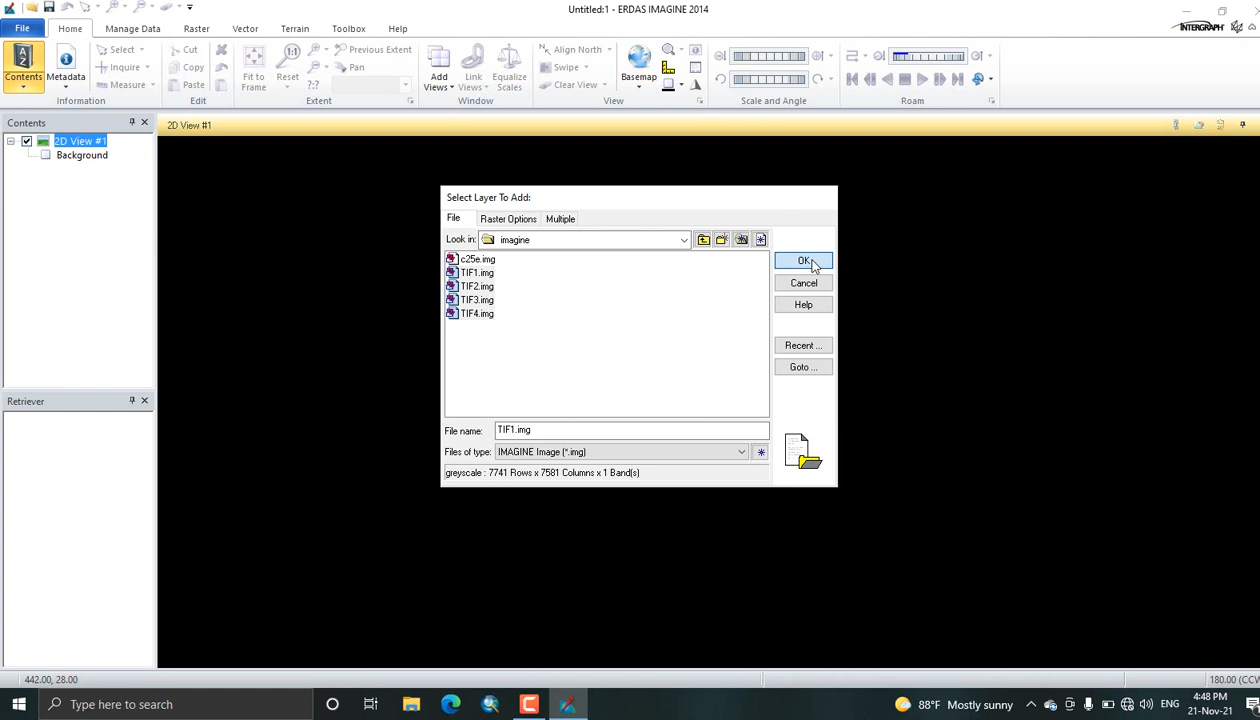 Untitled:1 - ERDAS IMAGINE 2014
File Home Manage Data Raster Vector Terrain Toolbox Help
INTERGRAPH
Contents
Metadata
Select
Inquire
Measure
Information
Cut
Copy
Paste
Edit
Fit to Frame
Reset
1:1
?:?
Previous Extent
Pan
Extent
Add Views
Link Views
Equalize Scales
Window
Align North
Swipe
Clear View
Basemap
View
Scale and Angle
Roam
Contents
2D View #1
Background
Retriever
2D View #1
Select Layer To Add:
File Raster Options Multiple
Look in: imagine
c25e.img
TIF1.img
TIF2.img
TIF3.img
TIF4.img
OK
Cancel
Help
Recent ...
Goto ...
File name: TIF1.img
Files of type: IMAGINE Image (*.img)
greyscale : 7741 Rows x 7581 Columns x 1 Band(s)
442.00, 28.00
180.00 (CCW
Type here to search
88°F Mostly sunny
ENG
4:48 PM
21-Nov-21